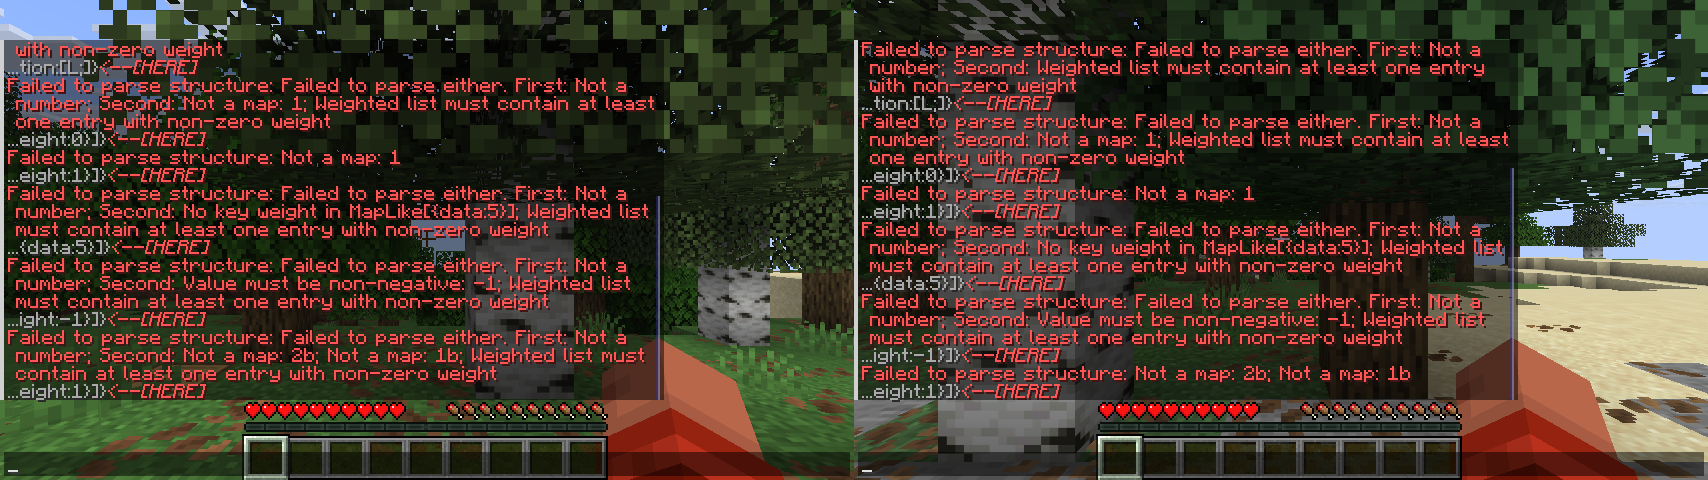 with non-zero weight
...tion:[L;]}<--[HERE]
Failed to parse structure: Failed to parse either. First: Not a
number; Second: Not a map: 1; Weighted list must contain at least
one entry with non-zero weight
...eight:0}]}<--[HERE]
Failed to parse structure: Not a map: 1
...eight:1}]}<--[HERE]
Failed to parse structure: Failed to parse either. First: Not a
number; Second: No key weight in MapLike[{data:5}]; Weighted list
must contain at least one entry with non-zero weight
...{data:5}]}<--[HERE]
Failed to parse structure: Failed to parse either. First: Not a
number; Second: Value must be non-negative: -1; Weighted list
must contain at least one entry with non-zero weight
...ight:-1}]}<--[HERE]
Failed to parse structure: Failed to parse either. First: Not a
number; Second: Not a map: 2b; Not a map: 1b; Weighted list must
contain at least one entry with non-zero weight
...eight:1}]}<--[HERE]
_
Failed to parse structure: Failed to parse either. First: Not a
number; Second: Weighted list must contain at least one entry
with non-zero weight
...tion:[L;]}<--[HERE]
Failed to parse structure: Failed to parse either. First: Not a
number; Second: Not a map: 1; Weighted list must contain at least
one entry with non-zero weight
...eight:0}]}<--[HERE]
Failed to parse structure: Not a map: 1
...eight:1}]}<--[HERE]
Failed to parse structure: Failed to parse either. First: Not a
number; Second: No key weight in MapLike[{data:5}]; Weighted list
must contain at least one entry with non-zero weight
...{data:5}]}<--[HERE]
Failed to parse structure: Failed to parse either. First: Not a
number; Second: Value must be non-negative: -1; Weighted list
must contain at least one entry with non-zero weight
...ight:-1}]}<--[HERE]
Failed to parse structure: Not a map: 2b; Not a map: 1b
...eight:1}]}<--[HERE]
_